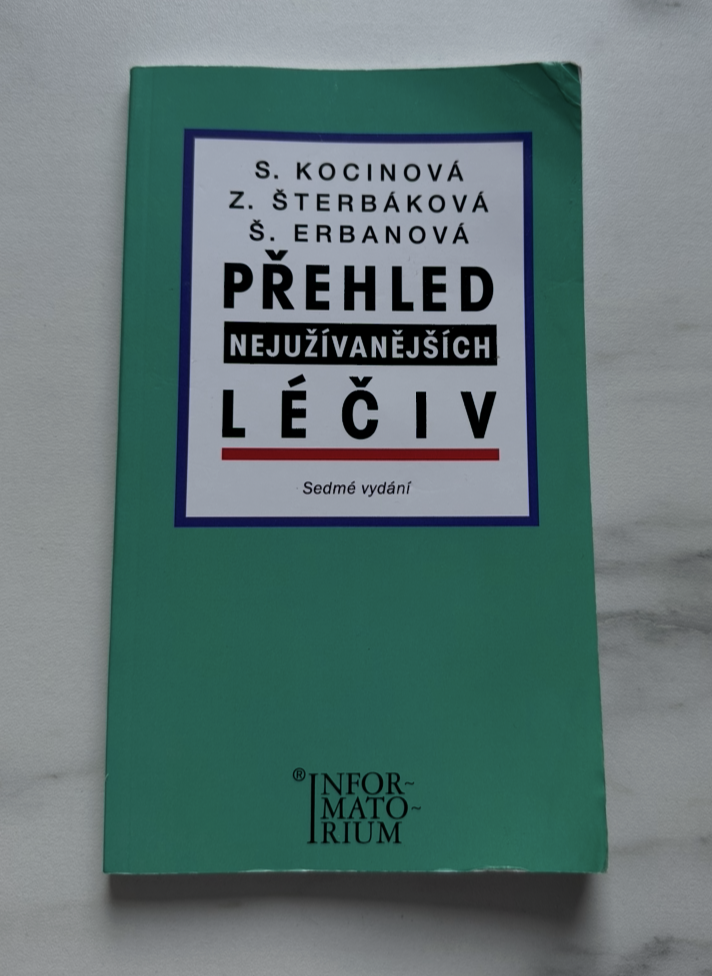 S. KOCINOVÁ
Z. ŠTERBÁKOVÁ
Š. ERBANOVÁ
PŘEHLED
NEJUŽÍVANĚJŠÍCH
LÉČIV
Sedmé vydání
®INFOR~
MATO~
RIUM